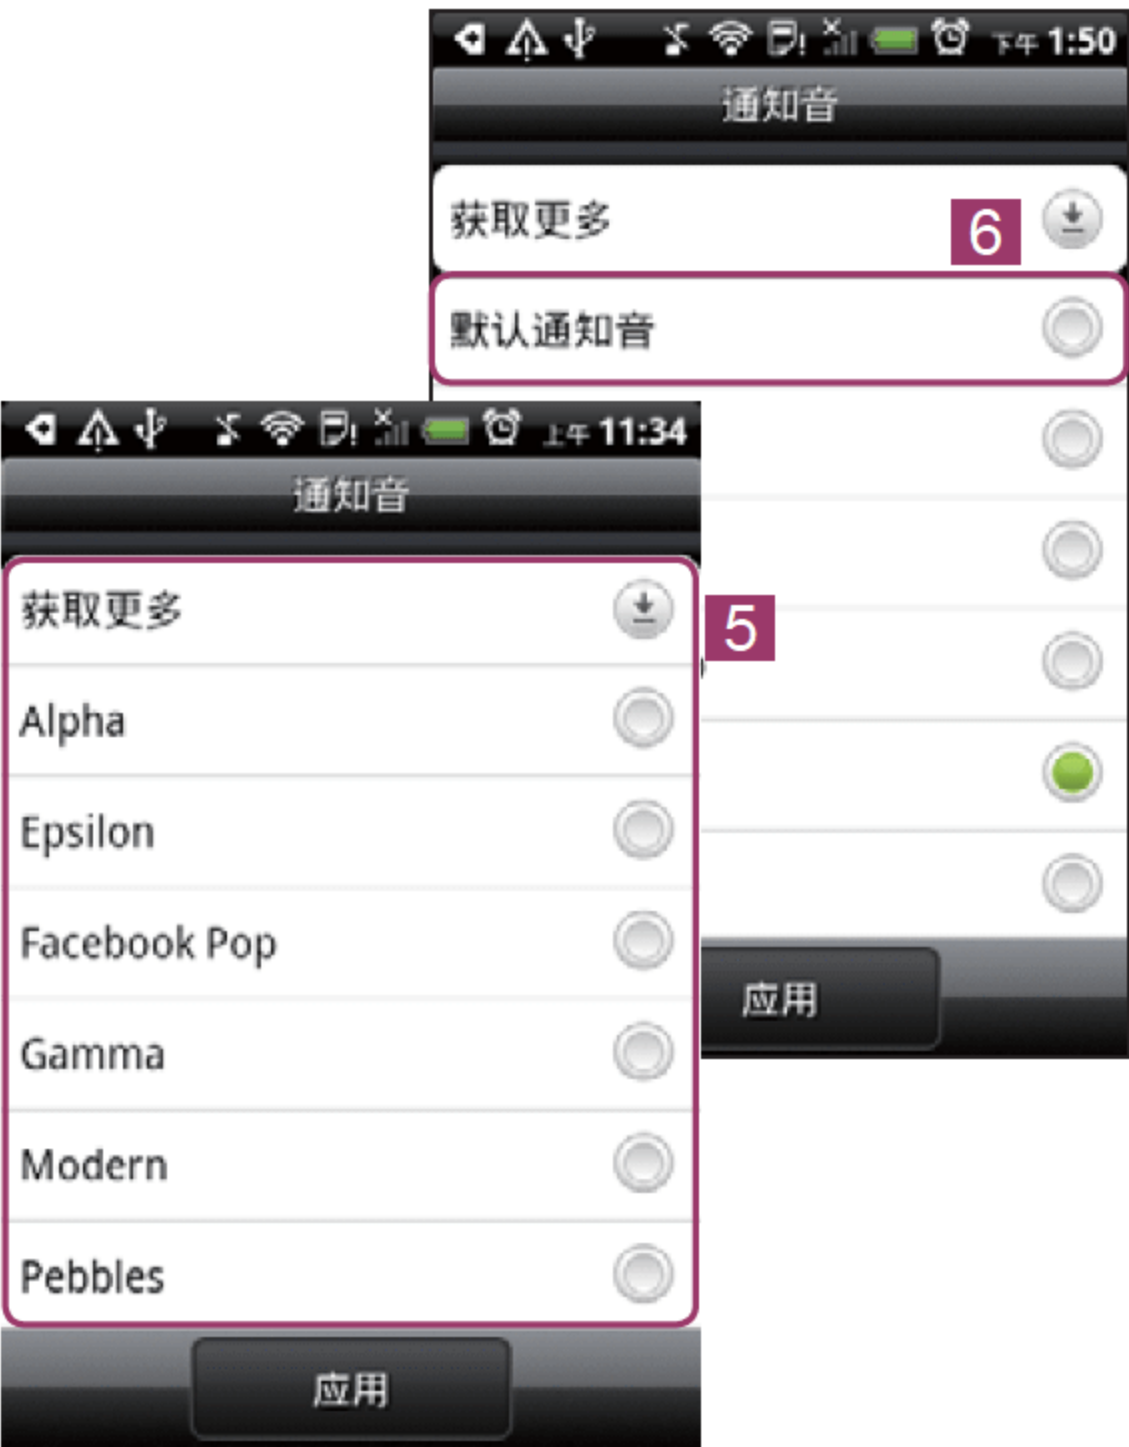 下午 1:50
通知音
获取更多
6
默认通知音
应用
上午 11:34
通知音
获取更多
5
Alpha
Epsilon
Facebook Pop
Gamma
Modern
Pebbles
应用